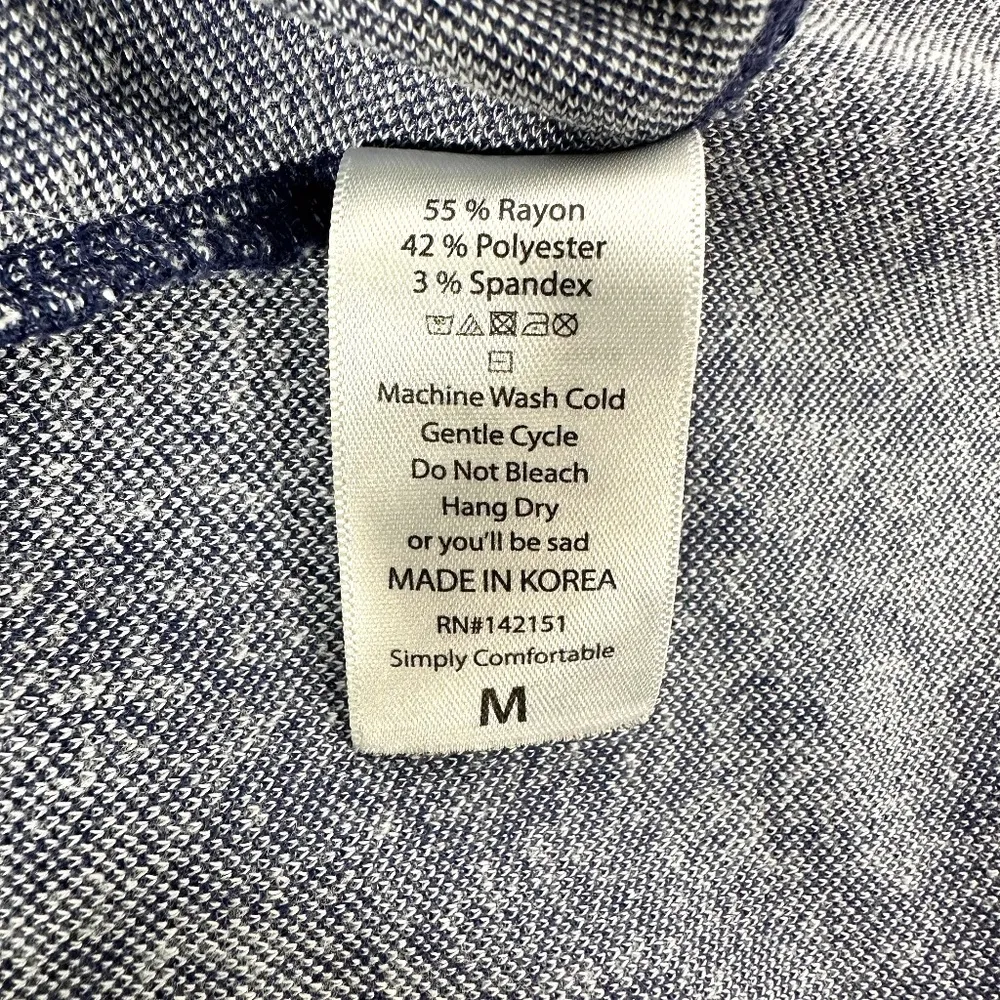 55 % Rayon
42 % Polyester
3 % Spandex
Machine Wash Cold
Gentle Cycle
Do Not Bleach
Hang Dry
or you'll be sad
MADE IN KOREA
RN#142151
Simply Comfortable
M